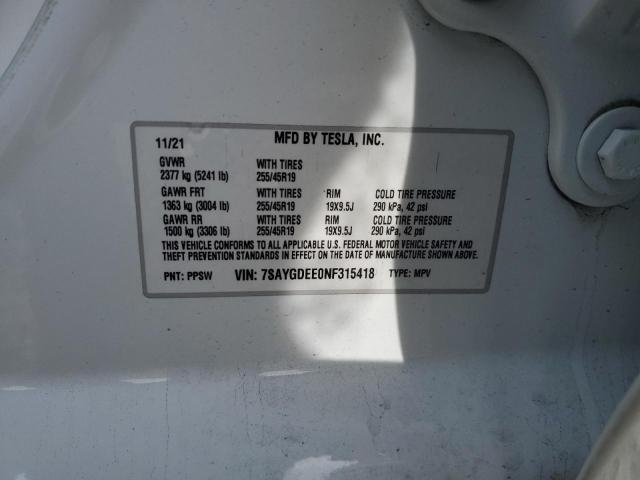 11/21 MFD BY TESLA, INC.
GVWR WITH TIRES
2377 kg (5241 lb) 255/45R19
GAWR FRT WITH TIRES RIM COLD TIRE PRESSURE
1363 kg (3004 lb) 255/45R19 19X9.5J 290 kPa, 42 psi
GAWR RR WITH TIRES RIM COLD TIRE PRESSURE
1500 kg (3306 lb) 255/45R19 19X9.5J 290 kPa, 42 psi
THIS VEHICLE CONFORMS TO ALL APPLICABLE U.S. FEDERAL MOTOR VEHICLE SAFETY AND
THEFT PREVENTION STANDARDS IN EFFECT ON THE DATE OF MANUFACTURE SHOWN ABOVE.
PNT: PPSW VIN: 7SAYGDEE0NF315418 TYPE: MPV